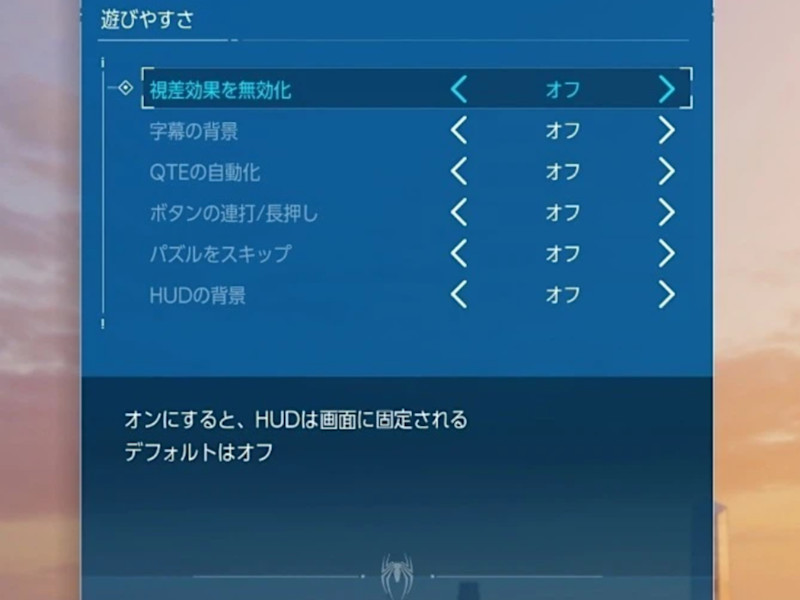 遊びやすさ
視差効果を無効化 オフ
字幕の背景 オフ
QTEの自動化 オフ
ボタンの連打/長押し オフ
パズルをスキップ オフ
HUDの背景 オフ
オンにすると、HUDは画面に固定される
デフォルトはオフ